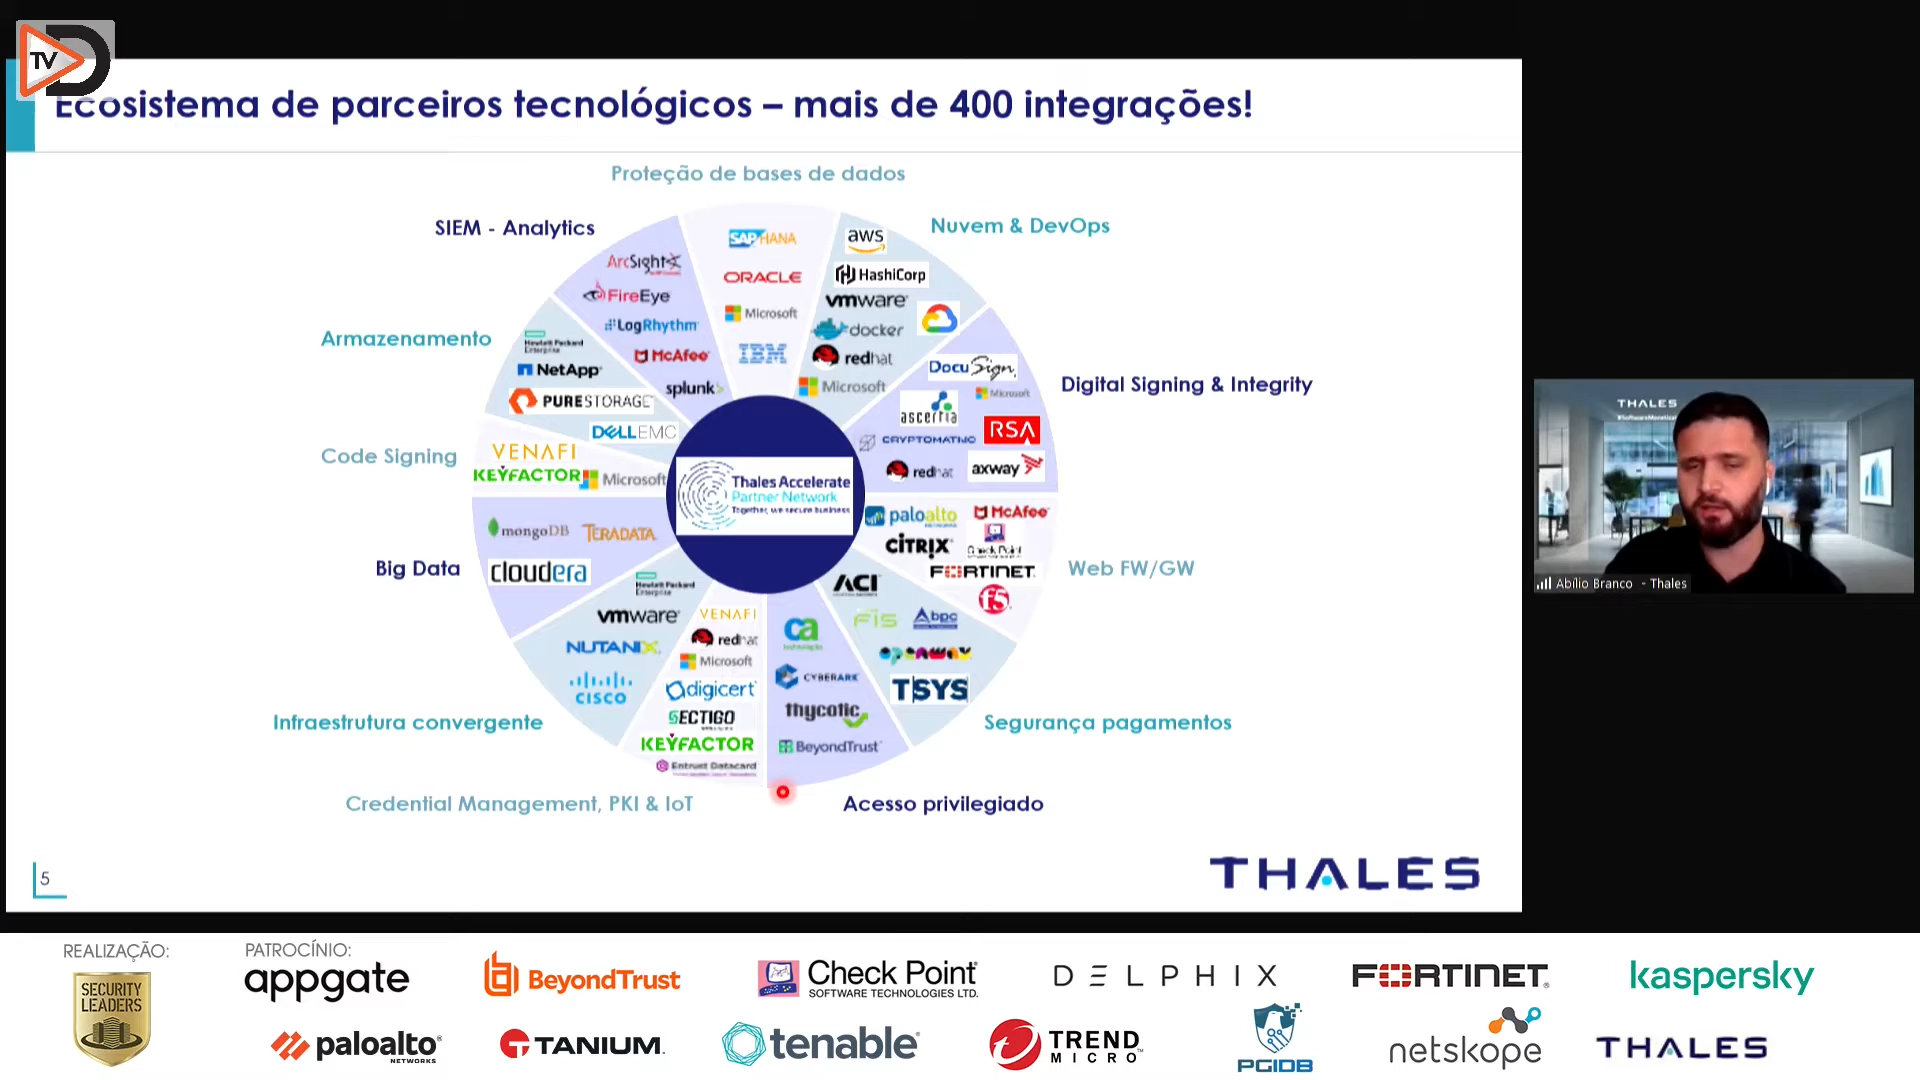 TV D
Ecosistema de parceiros tecnológicos – mais de 400 integrações!
Proteção de bases de dados
SIEM - Analytics
Nuvem & DevOps
ArcSight
FireEye
LogRhythm
McAfee
splunk>
SAP HANA
ORACLE
Microsoft
IBM
aws
HashiCorp
vmware
docker
redhat
Microsoft
Armazenamento
Hewlett Packard
Enterprise
NetApp
PURESTORAGE
DELLEMC
DocuSign
Microsoft
ascertia
RSA
CRYPTOMATHIC
redhat
axway
Digital Signing & Integrity
Code Signing
VENAFI
KEYFACTOR
Microsoft
Thales Accelerate
Partner Network
Together, we secure business
paloalto
McAfee
CITRIX
Check Point
FORTINET
f5
Web FW/GW
Big Data
mongoDB
TERADATA
cloudera
Hewlett Packard
Enterprise
vmware
NUTANIX
CISCO
VENAFI
redhat
Microsoft
digicert
SECTIGO
KEYFACTOR
Entrust Datacard
ca
technologies
CYBERARK
thycotic
BeyondTrust
ACI
FIS
bpc
openway
TSYS
Infraestrutura convergente
Segurança pagamentos
Credential Management, PKI & IoT
Acesso privilegiado
5
THALES
THALES
Abílio Branco - Thales
REALIZAÇÃO:
SECURITY
LEADERS
PATROCÍNIO:
appgate
BeyondTrust
Check Point
SOFTWARE TECHNOLOGIES LTD.
DELPHIX
FORTINET
kaspersky
paloalto
NETWORKS
TANIUM
tenable
TREND
MICRO
PGIDB
netskope
THALES